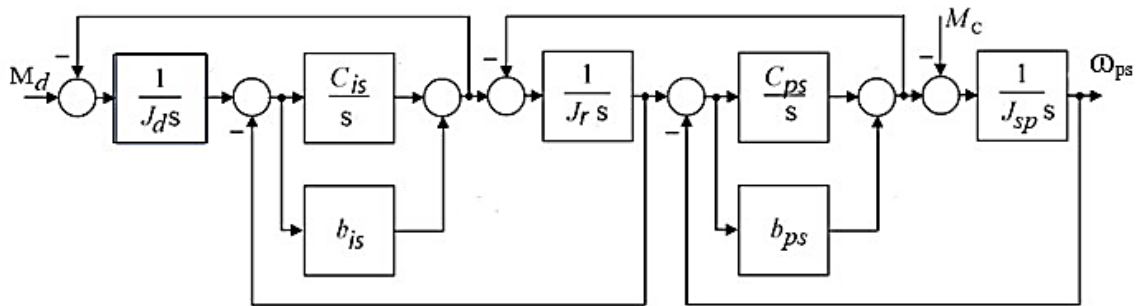 M_d
−
1
J_d s
−
C_is
s
b_is
−
1
J_r s
−
C_ps
s
b_ps
M_c
−
1
J_sp s
ω_ps